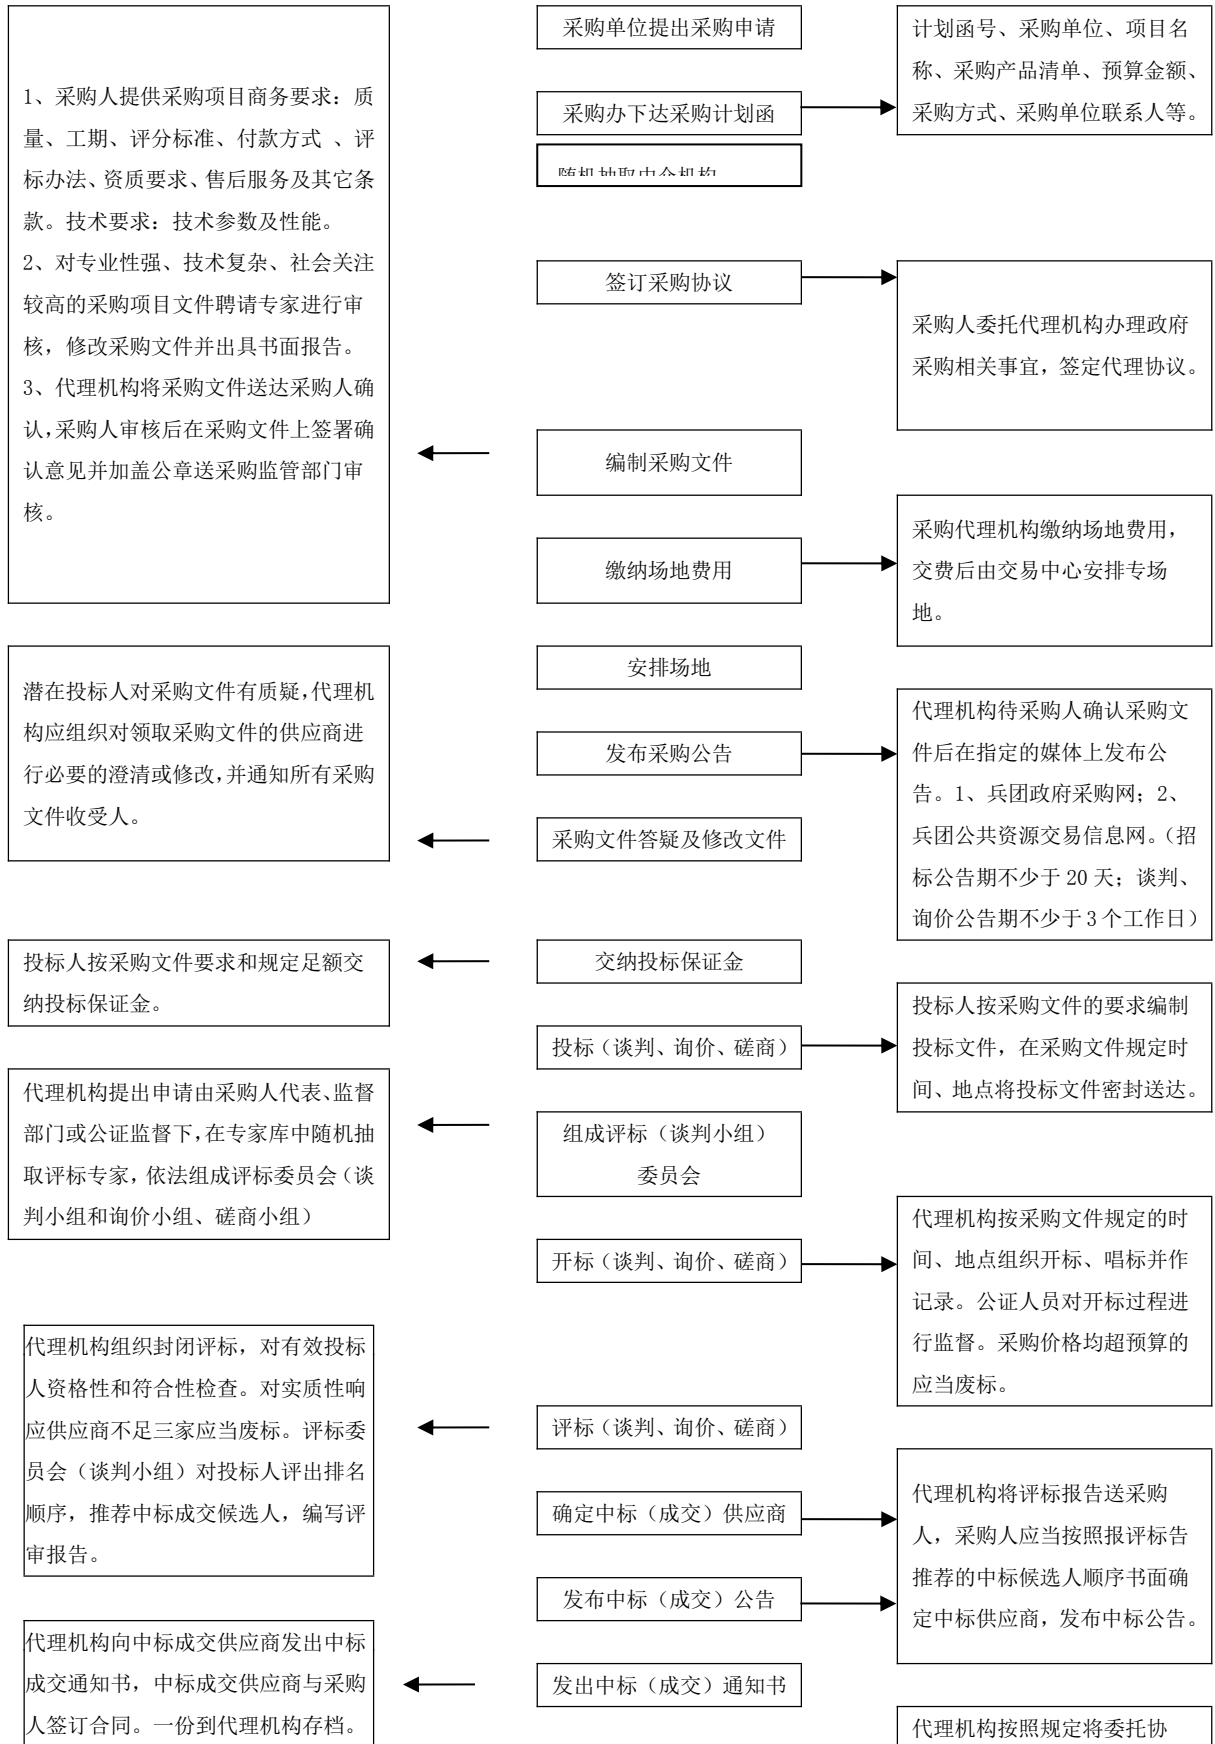 采购单位提出采购申请
采购办下达采购计划函
计划函号、采购单位、项目名
称、采购产品清单、预算金额、
采购方式、采购单位联系人等。
随机抽取中介机构
1、采购人提供采购项目商务要求：质
量、工期、评分标准、付款方式 、评
标办法、资质要求、售后服务及其它条
款。技术要求：技术参数及性能。
2、对专业性强、技术复杂、社会关注
较高的采购项目文件聘请专家进行审
核，修改采购文件并出具书面报告。
3、代理机构将采购文件送达采购人确
认,采购人审核后在采购文件上签署确
认意见并加盖公章送采购监管部门审
核。
签订采购协议
采购人委托代理机构办理政府
采购相关事宜，签定代理协议。
编制采购文件
缴纳场地费用
采购代理机构缴纳场地费用，
交费后由交易中心安排专场
地。
安排场地
发布采购公告
代理机构待采购人确认采购文
件后在指定的媒体上发布公
告。1、兵团政府采购网；2、
兵团公共资源交易信息网。（招
标公告期不少于 20 天；谈判、
询价公告期不少于 3 个工作日）
潜在投标人对采购文件有质疑,代理机
构应组织对领取采购文件的供应商进
行必要的澄清或修改,并通知所有采购
文件收受人。
采购文件答疑及修改文件
投标人按采购文件要求和规定足额交
纳投标保证金。
交纳投标保证金
投标（谈判、询价、磋商）
投标人按采购文件的要求编制
投标文件，在采购文件规定时
间、地点将投标文件密封送达。
代理机构提出申请由采购人代表、监督
部门或公证监督下,在专家库中随机抽
取评标专家,依法组成评标委员会（谈
判小组和询价小组、磋商小组）
组成评标（谈判小组）
委员会
开标（谈判、询价、磋商）
代理机构按采购文件规定的时
间、地点组织开标、唱标并作
记录。公证人员对开标过程进
行监督。采购价格均超预算的
应当废标。
代理机构组织封闭评标，对有效投标
人资格性和符合性检查。对实质性响
应供应商不足三家应当废标。评标委
员会（谈判小组）对投标人评出排名
顺序，推荐中标成交候选人，编写评
审报告。
评标（谈判、询价、磋商）
确定中标（成交）供应商
发布中标（成交）公告
代理机构将评标报告送采购
人，采购人应当按照报评标告
推荐的中标候选人顺序书面确
定中标供应商，发布中标公告。
代理机构向中标成交供应商发出中标
成交通知书，中标成交供应商与采购
人签订合同。一份到代理机构存档。
发出中标（成交）通知书
代理机构按照规定将委托协